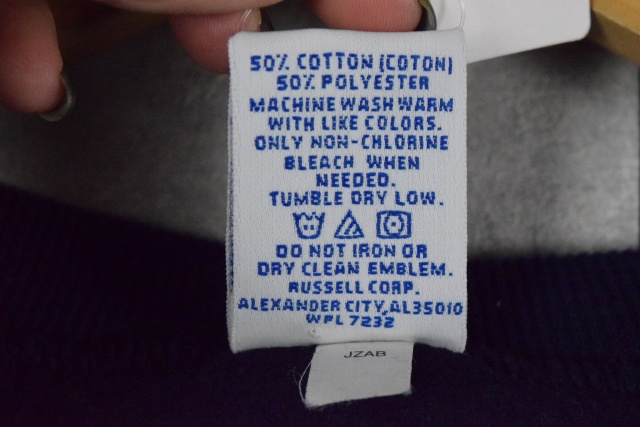 50% COTTON (COTON)
50% POLYESTER
MACHINE WASH WARM
WITH LIKE COLORS.
ONLY NON-CHLORINE
BLEACH WHEN
NEEDED.
TUMBLE DRY LOW.
DO NOT IRON OR
DRY CLEAN EMBLEM.
RUSSELL CORP.
ALEXANDER CITY,AL35010
WPL 7232
JZAB